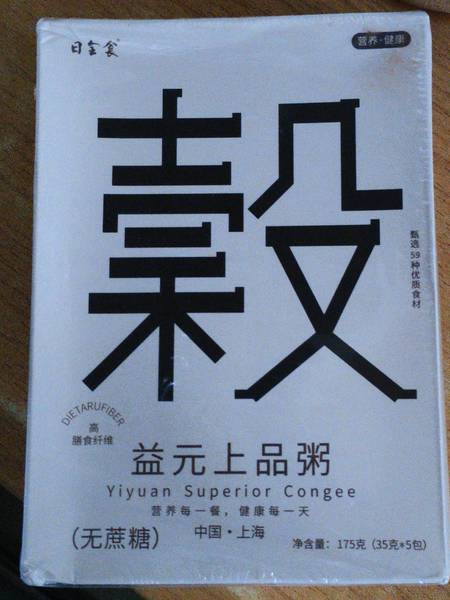 日全食
营养·健康
榖
甄选59种优质食材
DIETARUFIBER
高
膳食纤维
益元上品粥
Yiyuan Superior Congee
营养每一餐，健康每一天
（无蔗糖）
中国·上海
净含量：175克（35克*5包）